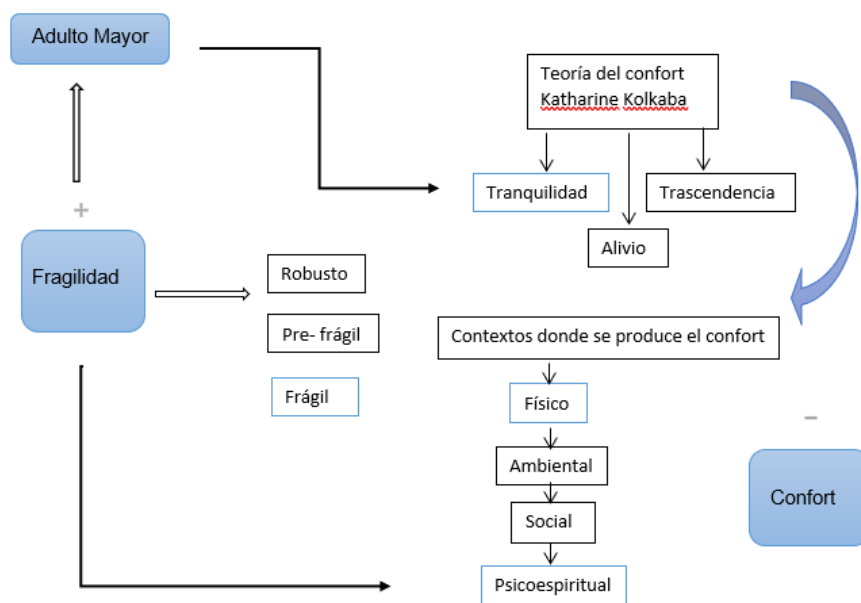 Adulto Mayor
Teoría del confort
Katharine Kolkaba
Tranquilidad
Trascendencia
Alivio
+
Fragilidad
Robusto
Pre- frágil
Frágil
Contextos donde se produce el confort
Físico
Ambiental
Social
Psicoespiritual
-
Confort